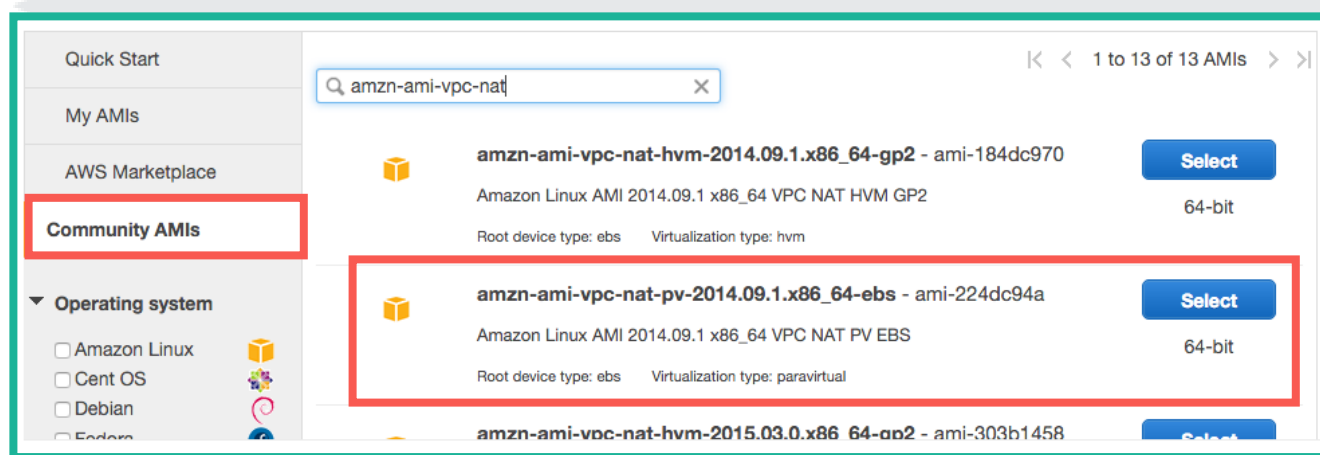 Quick Start
My AMIs
AWS Marketplace
Community AMIs
Operating system
Amazon Linux
Cent OS
Debian
Fedora
amzn-ami-vpc-nat
1 to 13 of 13 AMIs
amzn-ami-vpc-nat-hvm-2014.09.1.x86_64-gp2 - ami-184dc970
Select
Amazon Linux AMI 2014.09.1 x86_64 VPC NAT HVM GP2
64-bit
Root device type: ebs Virtualization type: hvm
amzn-ami-vpc-nat-pv-2014.09.1.x86_64-ebs - ami-224dc94a
Select
Amazon Linux AMI 2014.09.1 x86_64 VPC NAT PV EBS
64-bit
Root device type: ebs Virtualization type: paravirtual
amzn-ami-vpc-nat-hvm-2015.03.0.x86_64-gp2 - ami-303b1458
Select